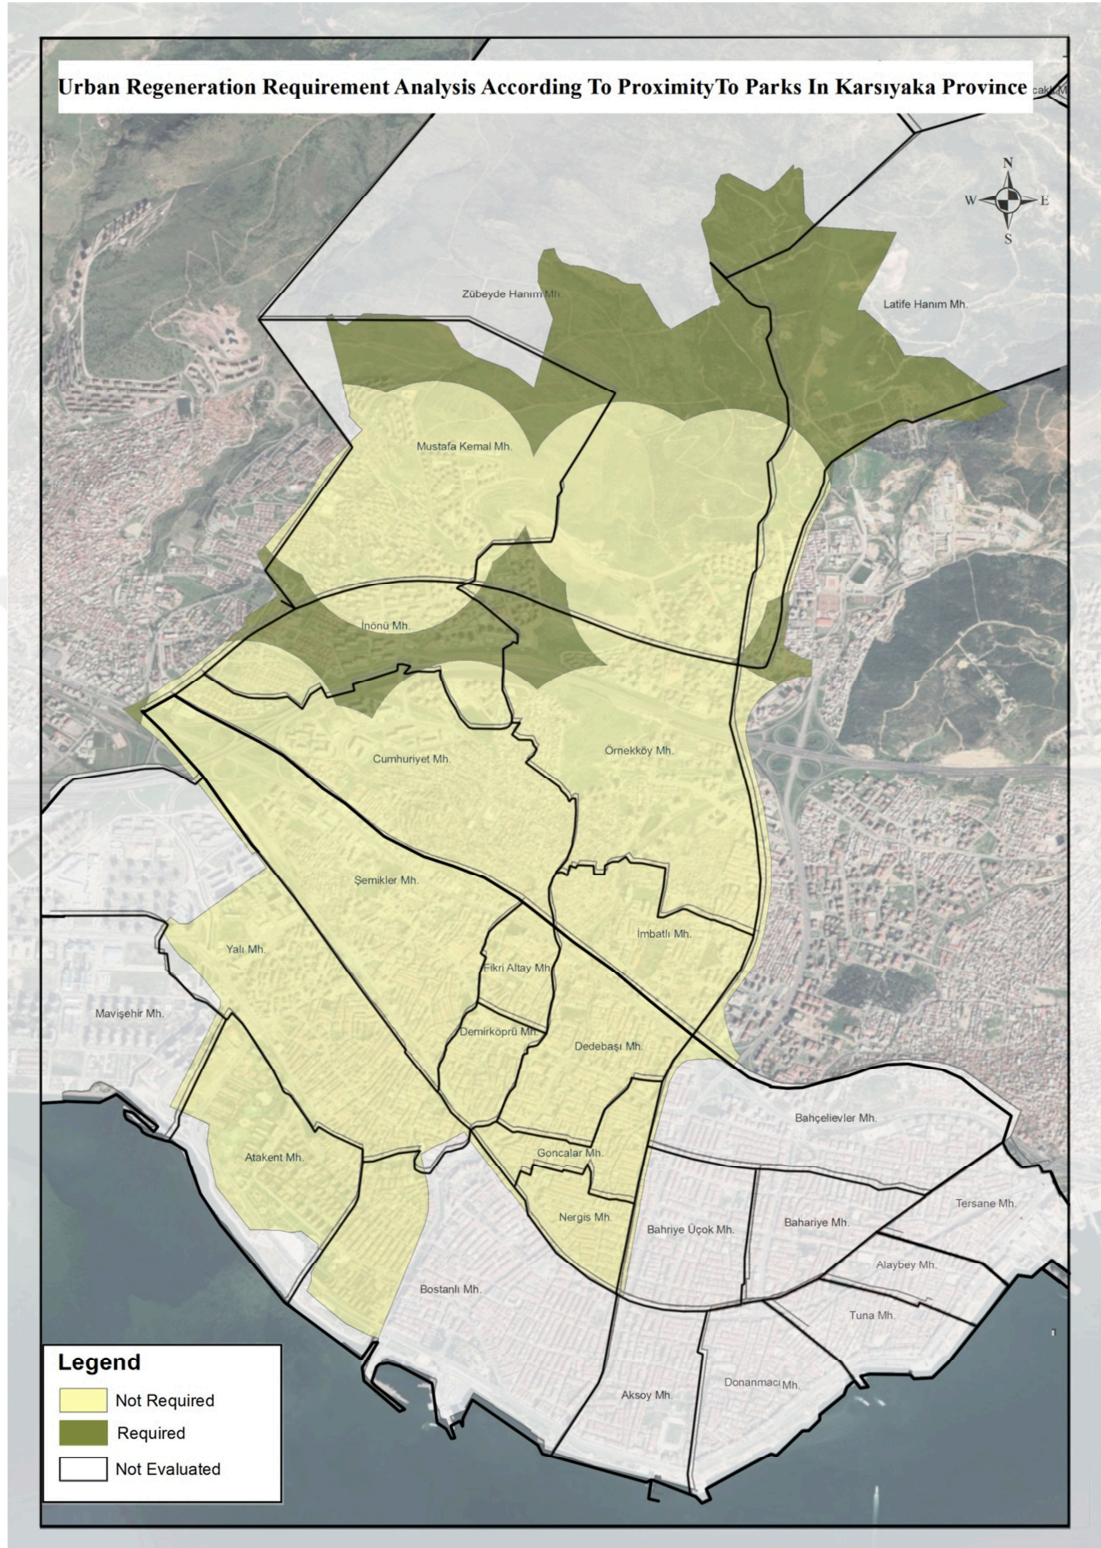 Urban Regeneration Requirement Analysis According To ProximityTo Parks In Karsıyaka Province
N
W E
S
Zübeyde Hanım Mh.
Latife Hanım Mh.
Mustafa Kemal Mh.
İnönü Mh.
Cumhuriyet Mh.
Örnekköy Mh.
Şemikler Mh.
Yalı Mh.
İmbatlı Mh.
Fikri Altay Mh
Mavişehir Mh.
Demirköprü Mh.
Dedebaşı Mh.
Bahçelievler Mh.
Atakent Mh.
Goncalar Mh.
Nergis Mh.
Bahriye Üçok Mh.
Bahariye Mh.
Tersane Mh.
Alaybey Mh.
Bostanlı Mh.
Tuna Mh.
Aksoy Mh.
Donanmacı Mh.
Legend
Not Required
Required
Not Evaluated